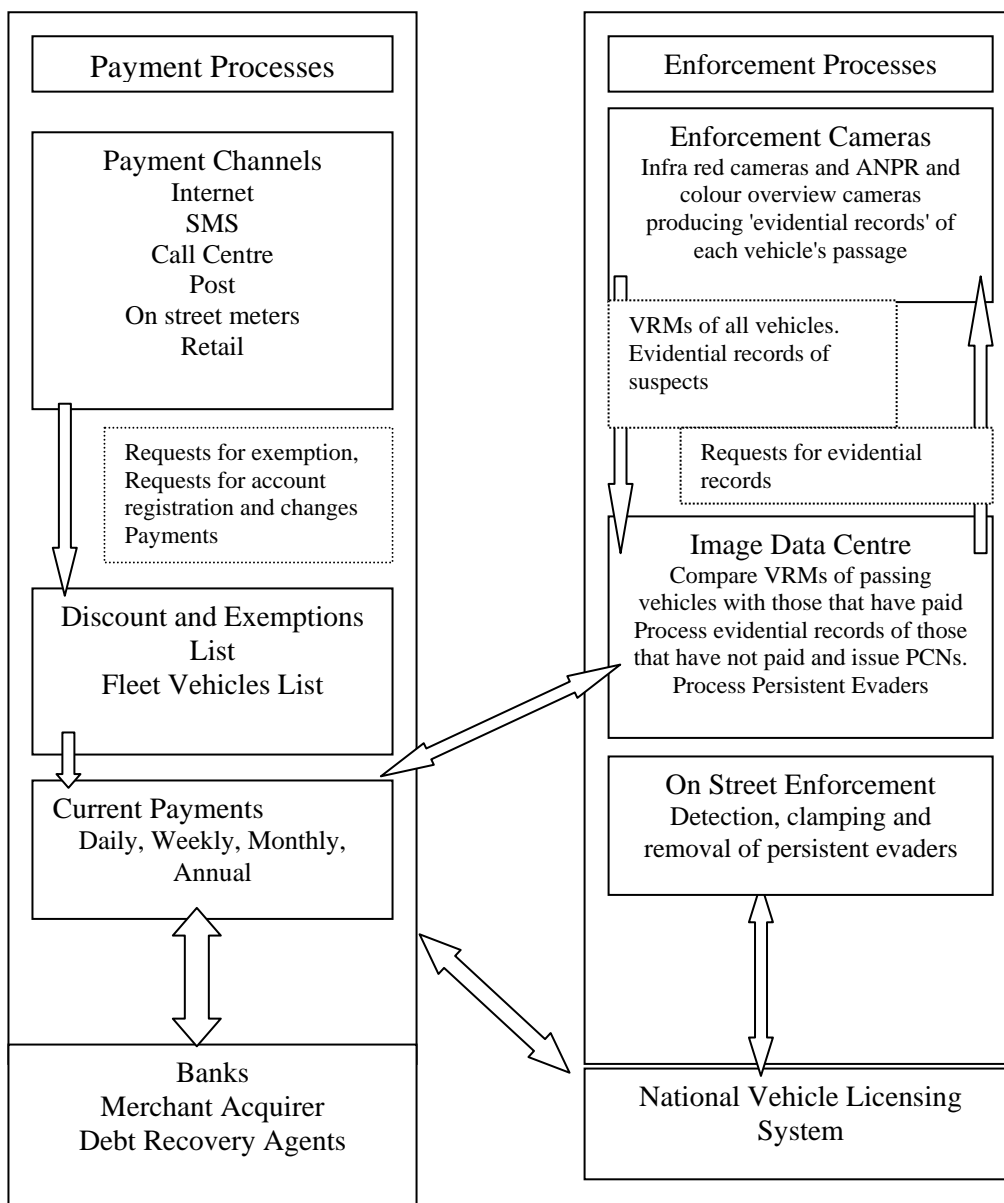 Payment Processes
Payment Channels
Internet
SMS
Call Centre
Post
On street meters
Retail
Requests for exemption,
Requests for account
registration and changes
Payments
Discount and Exemptions
List
Fleet Vehicles List
Current Payments
Daily, Weekly, Monthly,
Annual
Banks
Merchant Acquirer
Debt Recovery Agents
Enforcement Processes
Enforcement Cameras
Infra red cameras and ANPR and
colour overview cameras
producing 'evidential records' of
each vehicle's passage
VRMs of all vehicles.
Evidential records of
suspects
Requests for evidential
records
Image Data Centre
Compare VRMs of passing
vehicles with those that have paid
Process evidential records of those
that have not paid and issue PCNs.
Process Persistent Evaders
On Street Enforcement
Detection, clamping and
removal of persistent evaders
National Vehicle Licensing
System